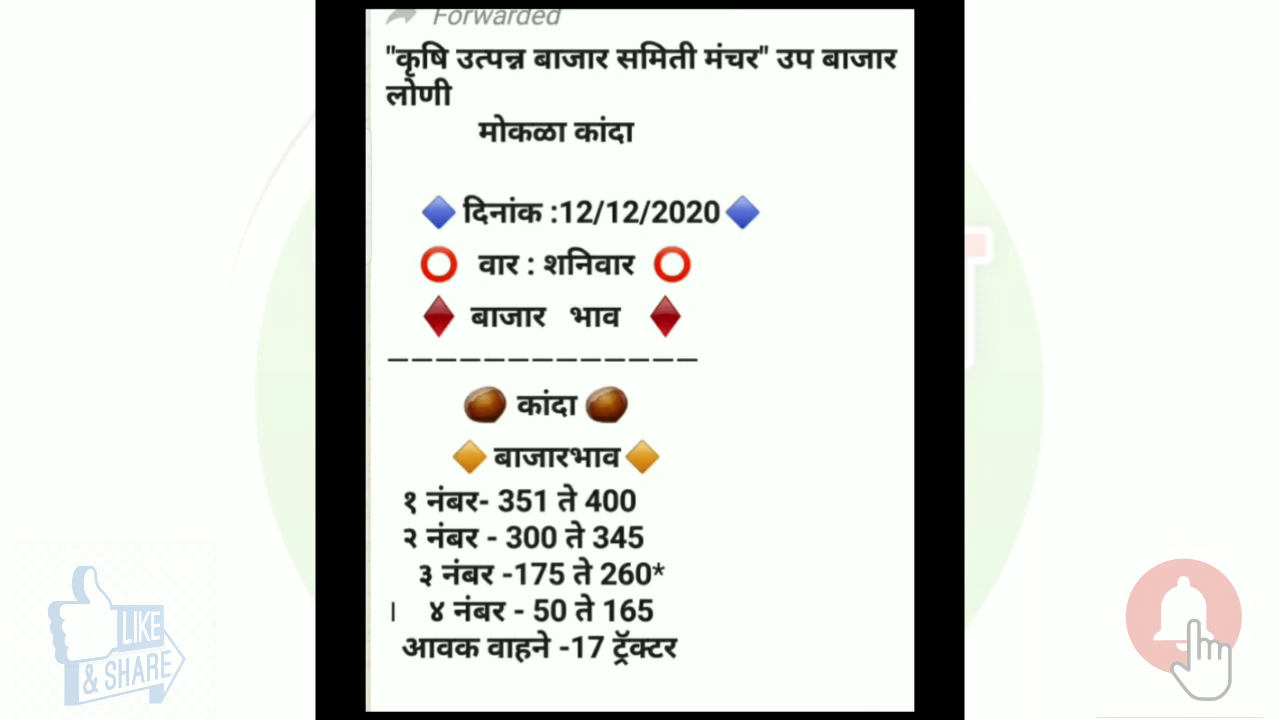 Forwarded
"कृषि उत्पन्न बाजार समिती मंचर" उप बाजार
लोणी
मोकळा कांदा
दिनांक :12/12/2020
वार : शनिवार
बाजार भाव
—————————————
कांदा
बाजारभाव
१ नंबर- 351 ते 400
२ नंबर - 300 ते 345
३ नंबर -175 ते 260*
। ४ नंबर - 50 ते 165
आवक वाहने -17 ट्रॅक्टर
LIKE
& SHARE